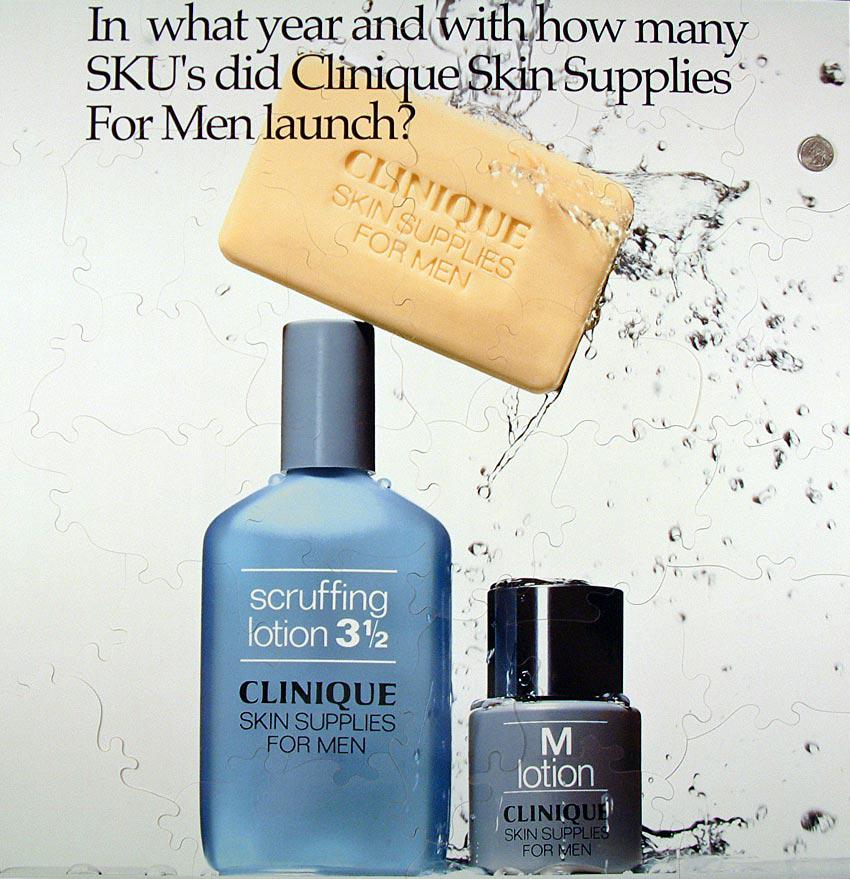 In what year and with how many
SKU's did Clinique Skin Supplies
For Men launch?
CLINIQUE
SKIN SUPPLIES
FOR MEN
scruffing
lotion 3½
CLINIQUE
SKIN SUPPLIES
FOR MEN
M
lotion
CLINIQUE
SKIN SUPPLIES
FOR MEN